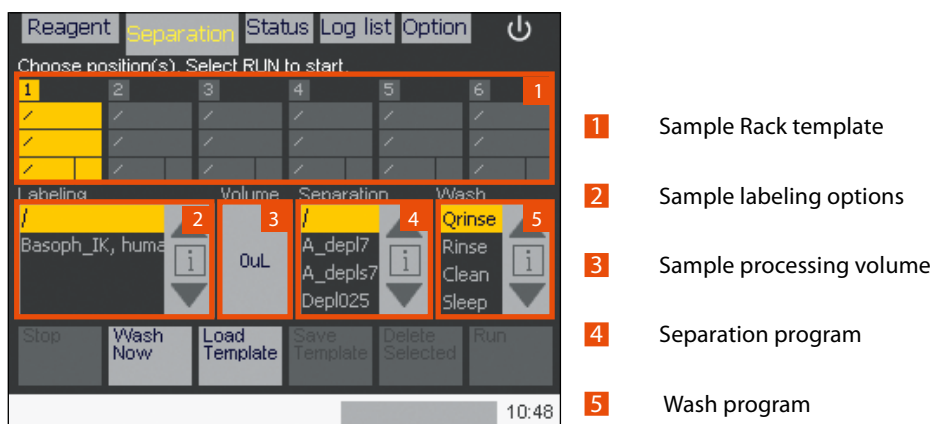 Reagent Separation Status Log list Option
Choose position(s). Select RUN to start.
1 2 3 4 5 6 1
/ / / / / /
/ / / / / /
/ / / / / /
Labeling Volume Separation Wash
/ 2 3 / 4 Qrinse 5
Basoph_IK, huma i 0uL A_depl7 i Rinse i
A_depls7 Clean
Depl025 Sleep
Stop Wash Now Load Template Save Template Delete Selected Run
10:48
1 Sample Rack template
2 Sample labeling options
3 Sample processing volume
4 Separation program
5 Wash program